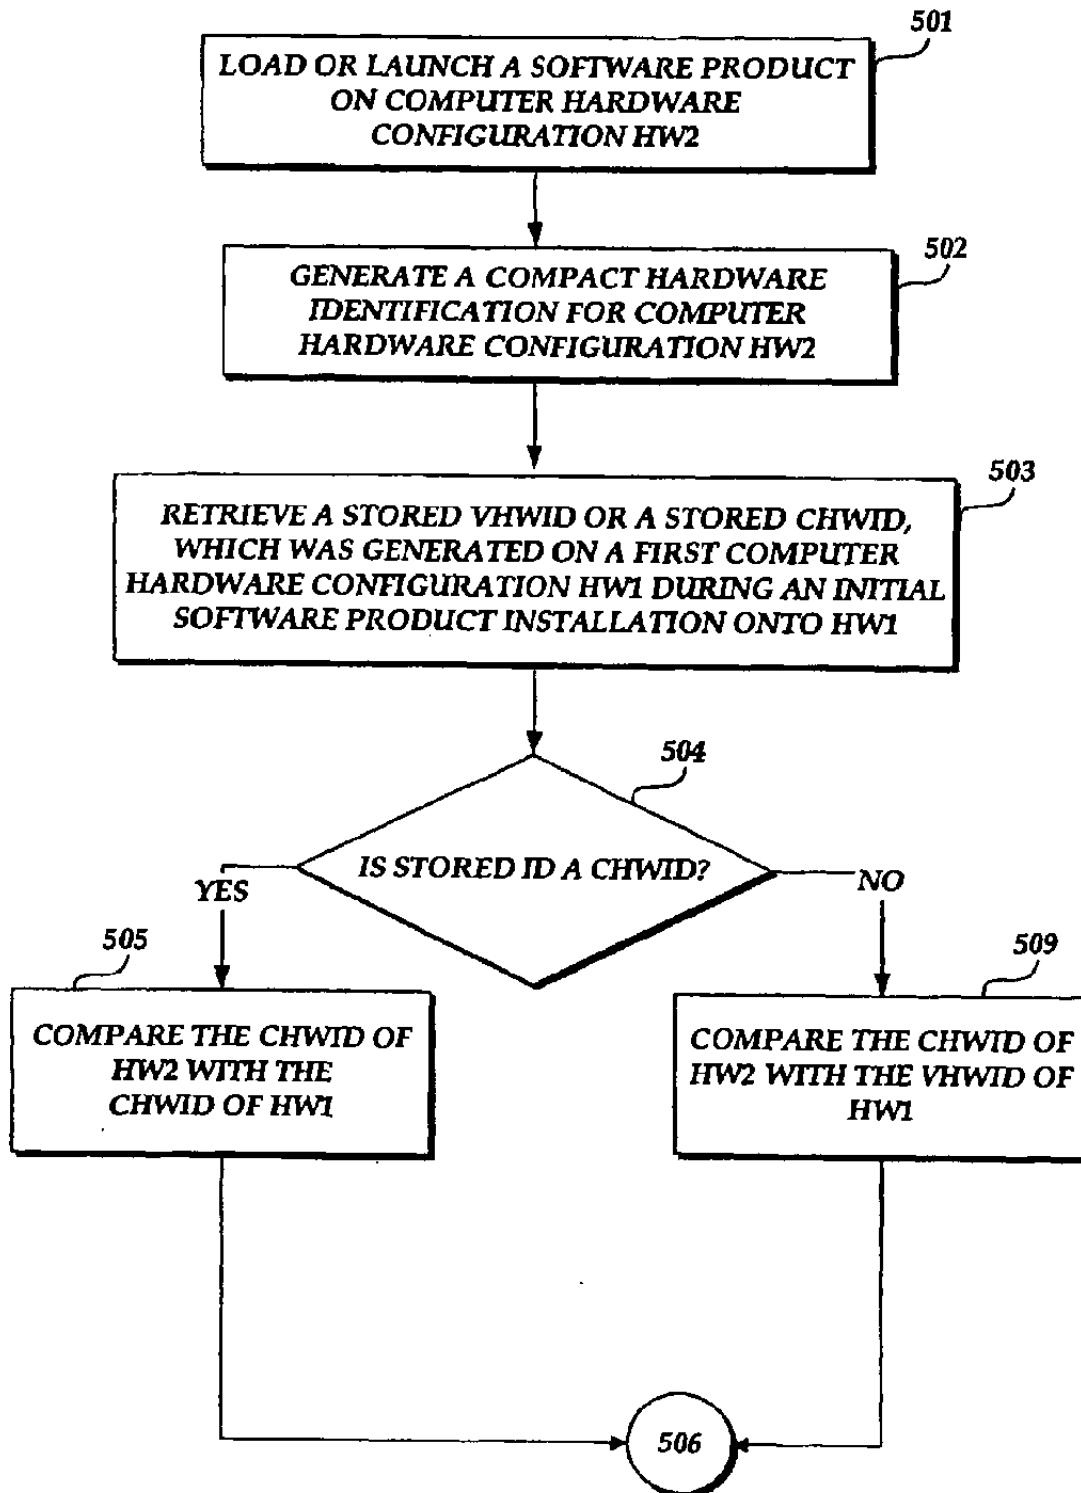 501
LOAD OR LAUNCH A SOFTWARE PRODUCT
ON COMPUTER HARDWARE
CONFIGURATION HW2
502
GENERATE A COMPACT HARDWARE
IDENTIFICATION FOR COMPUTER
HARDWARE CONFIGURATION HW2
503
RETRIEVE A STORED VHWID OR A STORED CHWID,
WHICH WAS GENERATED ON A FIRST COMPUTER
HARDWARE CONFIGURATION HW1 DURING AN INITIAL
SOFTWARE PRODUCT INSTALLATION ONTO HW1
504
IS STORED ID A CHWID?
YES
NO
505
COMPARE THE CHWID OF
HW2 WITH THE
CHWID OF HW1
509
COMPARE THE CHWID OF
HW2 WITH THE VHWID OF
HW1
506